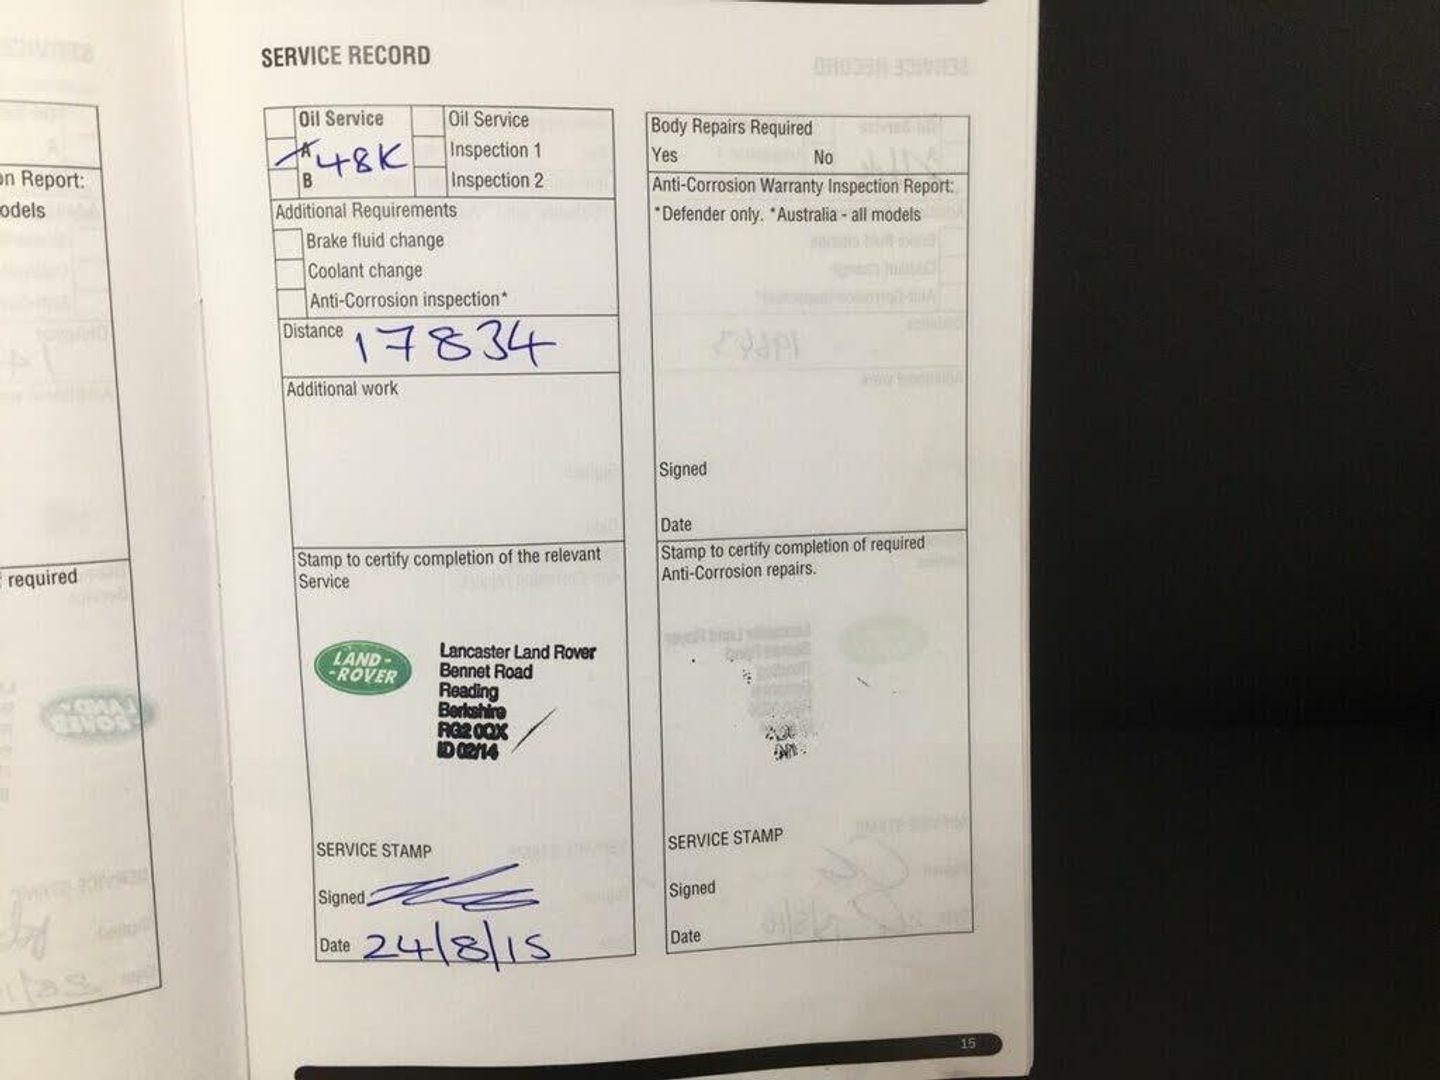 SERVICE RECORD
Oil Service
A 48K
B
Oil Service
Inspection 1
Inspection 2
Additional Requirements
Brake fluid change
Coolant change
Anti-Corrosion inspection*
Distance 17834
Additional work
Stamp to certify completion of the relevant
Service
LAND-
-ROVER
Lancaster Land Rover
Bennet Road
Reading
Berkshire
RG2 0QX
ID 02/14
SERVICE STAMP
Signed
Date 24/8/15
Body Repairs Required
Yes No
Anti-Corrosion Warranty Inspection Report:
*Defender only. *Australia - all models
Signed
Date
Stamp to certify completion of required
Anti-Corrosion repairs.
SERVICE STAMP
Signed
Date
15
on Report:
odels
required